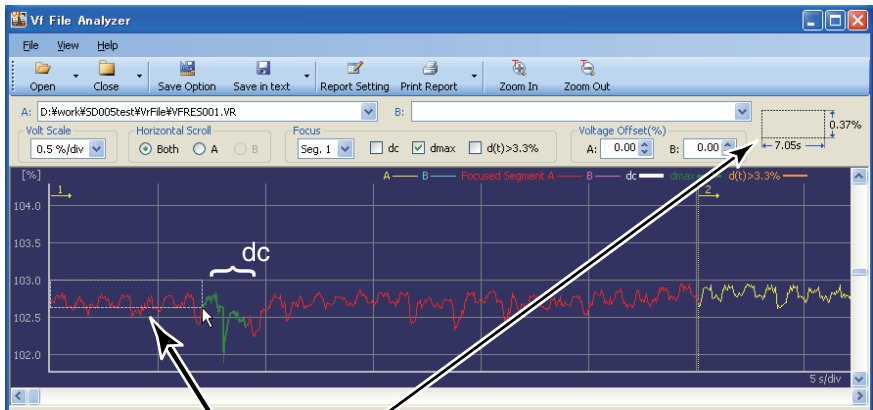 Vf File Analyzer
File View Help
Open Close Save Option Save in text Report Setting Print Report Zoom In Zoom Out
A: D:¥work¥SD005test¥VrFile¥VFRES001.VR B:
Volt Scale Horizontal Scroll Focus Voltage Offset(%)
0.5 %/div Both A B Seg. 1 dc dmax d(t)>3.3% A: 0.00 B: 0.00
0.37%
7.05s
[%] A B Focused Segment A B dc dmax d(t)>3.3%
1 2
104.0
103.5
dc
103.0
102.5
102.0
5 s/div